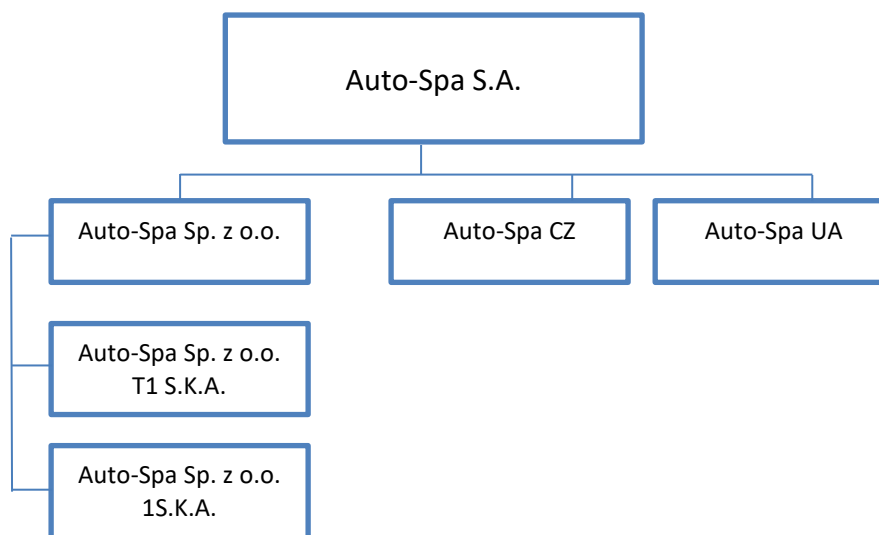 Auto-Spa S.A.
Auto-Spa Sp. z o.o.
Auto-Spa CZ
Auto-Spa UA
Auto-Spa Sp. z o.o.
T1 S.K.A.
Auto-Spa Sp. z o.o.
1S.K.A.